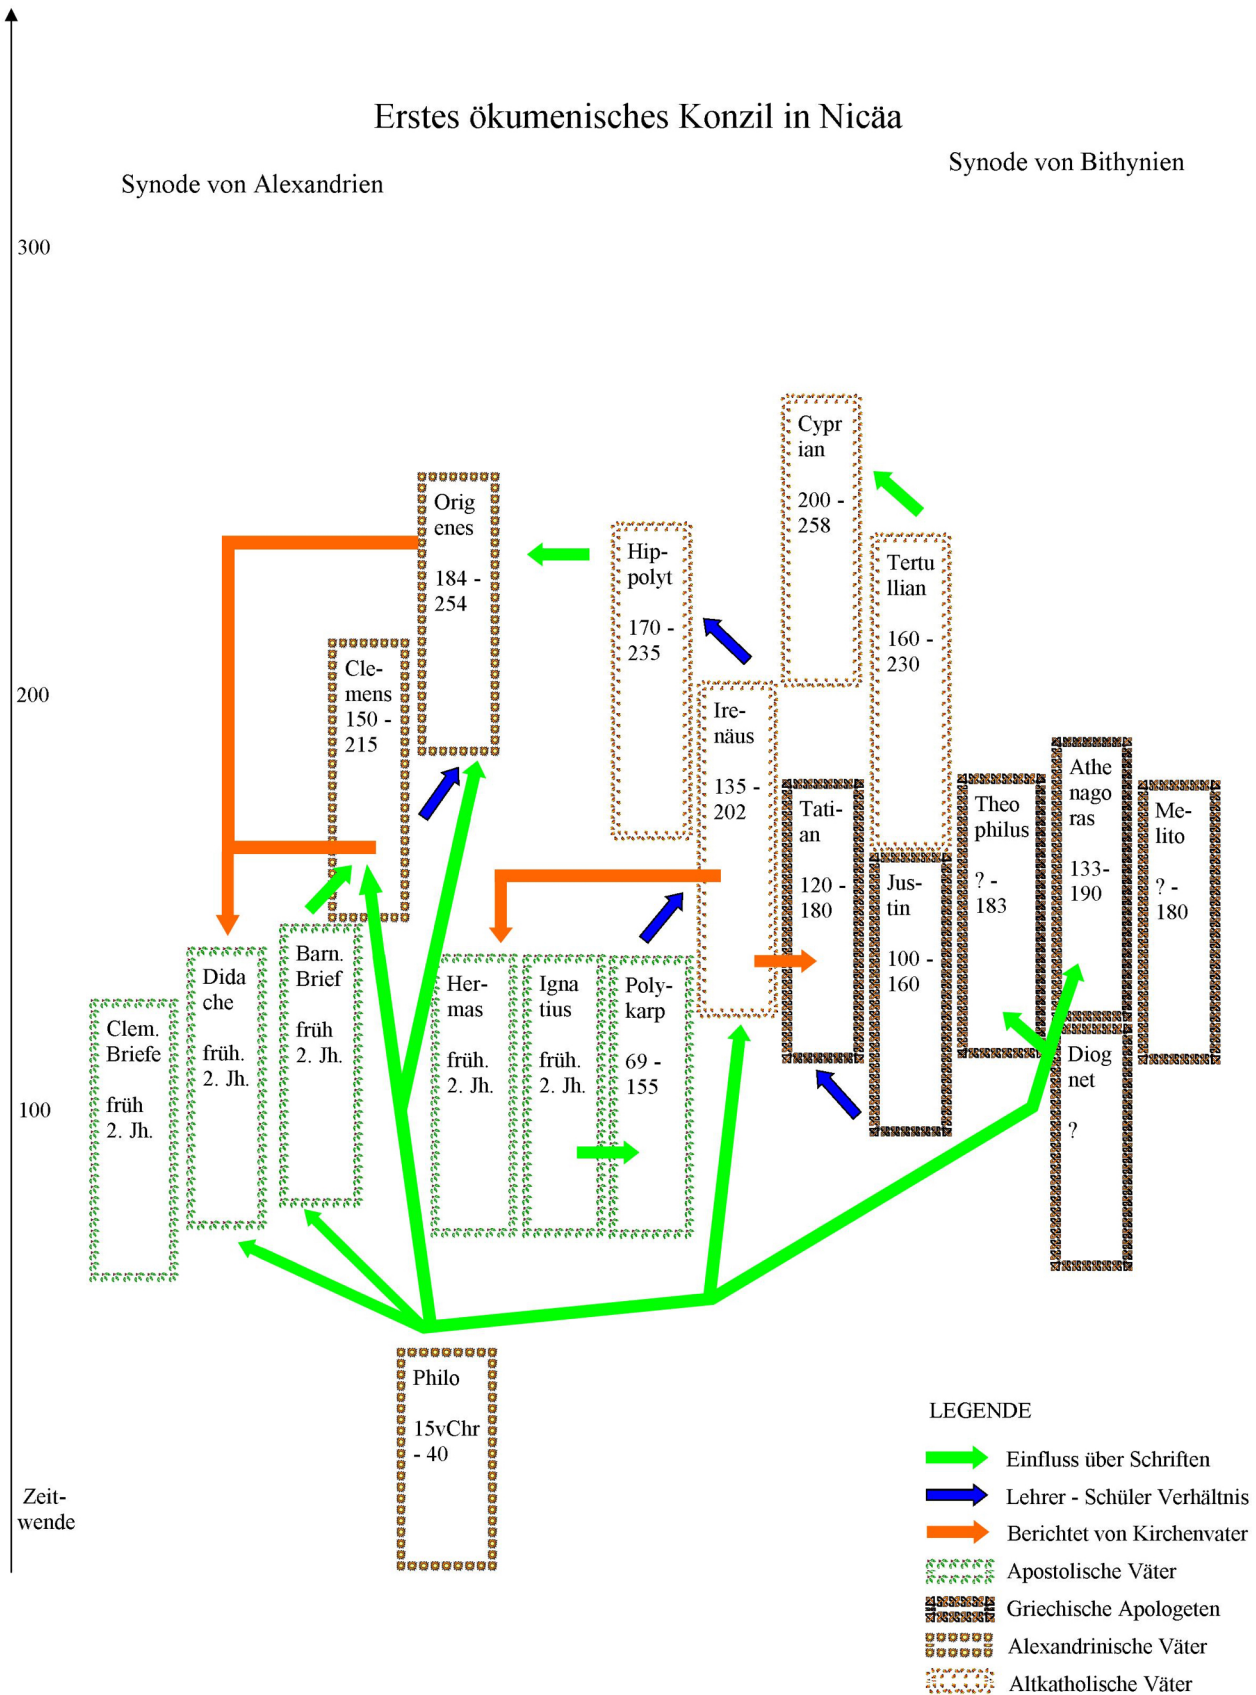 Erstes ökumenisches Konzil in Nicäa
Synode von Bithynien
Synode von Alexandrien
300
200
100
Zeit-
wende
Cypr
ian
200 -
258
Orig
enes
184 -
254
Hip-
polyt
170 -
235
Tertu
llian
160 -
230
Cle-
mens
150 -
215
Ire-
näus
135 -
202
Tati-
an
120 -
180
Jus-
tin
100 -
160
Theo
philus
? -
183
Athe
nago
ras
133-
190
Me-
lito
? -
180
Clem.
Briefe
früh
2. Jh.
Dida
che
früh.
2. Jh.
Barn.
Brief
früh
2. Jh.
Her-
mas
früh.
2. Jh.
Igna
tius
früh.
2. Jh.
Poly-
karp
69 -
155
Diog
net
?
Philo
15vChr
- 40
LEGENDE
Einfluss über Schriften
Lehrer - Schüler Verhältnis
Berichtet von Kirchenvater
Apostolische Väter
Griechische Apologeten
Alexandrinische Väter
Altkatholische Väter